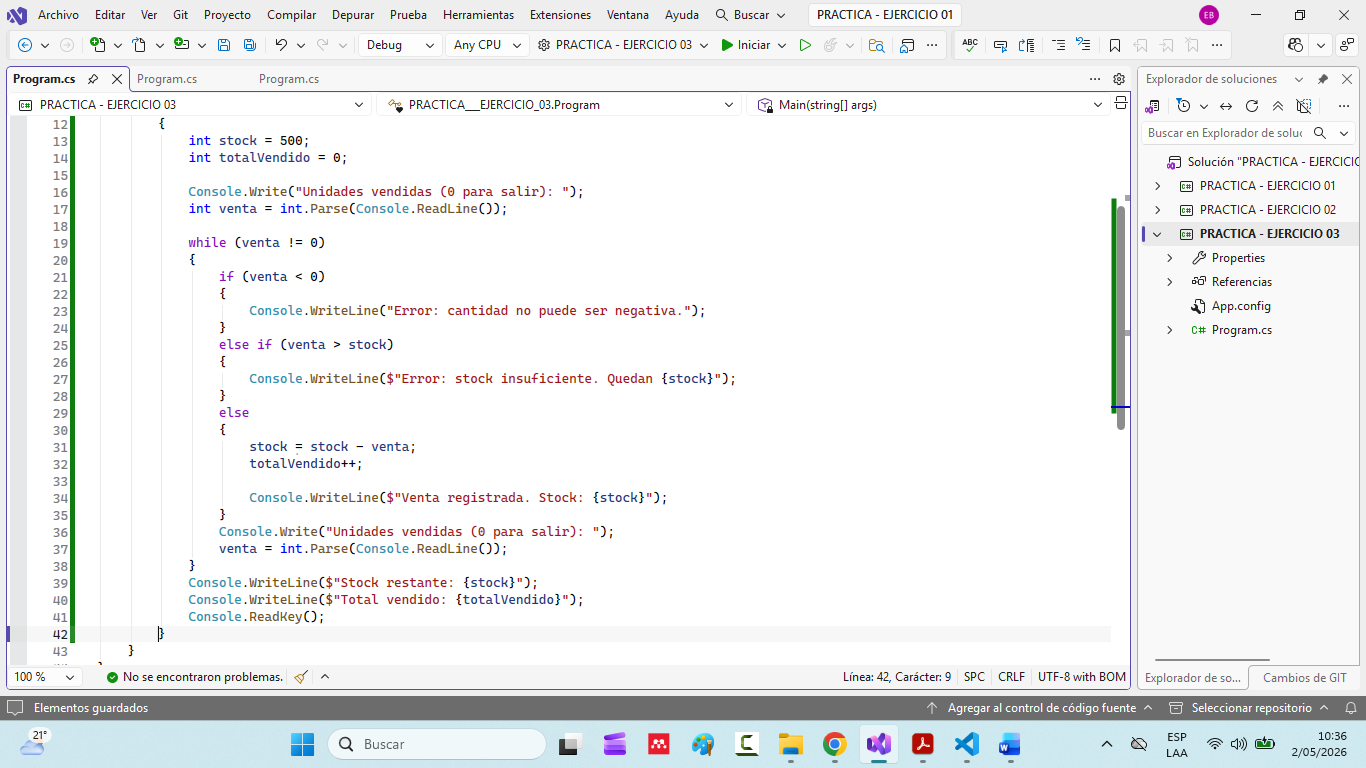 Archivo Editar Ver Git Proyecto Compilar Depurar Prueba Herramientas Extensiones Ventana Ayuda Buscar PRACTICA - EJERCICIO 01 EB
Debug Any CPU PRACTICA - EJERCICIO 03 Iniciar
Program.cs Program.cs Program.cs
PRACTICA - EJERCICIO 03 PRACTICA___EJERCICIO_03.Program Main(string[] args)
12 {
13 int stock = 500;
14 int totalVendido = 0;
15
16 Console.Write("Unidades vendidas (0 para salir): ");
17 int venta = int.Parse(Console.ReadLine());
18
19 while (venta != 0)
20 {
21 if (venta < 0)
22 {
23 Console.WriteLine("Error: cantidad no puede ser negativa.");
24 }
25 else if (venta > stock)
26 {
27 Console.WriteLine($"Error: stock insuficiente. Quedan {stock}");
28 }
29 else
30 {
31 stock = stock - venta;
32 totalVendido++;
33
34 Console.WriteLine($"Venta registrada. Stock: {stock}");
35 }
36 Console.Write("Unidades vendidas (0 para salir): ");
37 venta = int.Parse(Console.ReadLine());
38 }
39 Console.WriteLine($"Stock restante: {stock}");
40 Console.WriteLine($"Total vendido: {totalVendido}");
41 Console.ReadKey();
42 }
43 }
100 % No se encontraron problemas. Línea: 42, Carácter: 9 SPC CRLF UTF-8 with BOM
Explorador de soluciones
Buscar en Explorador de soluc
Solución "PRACTICA - EJERCICIO
PRACTICA - EJERCICIO 01
PRACTICA - EJERCICIO 02
PRACTICA - EJERCICIO 03
Properties
Referencias
App.config
C# Program.cs
Explorador de so... Cambios de GIT
Elementos guardados Agregar al control de código fuente Seleccionar repositorio
21° Buscar ESP LAA 10:36 2/05/2026